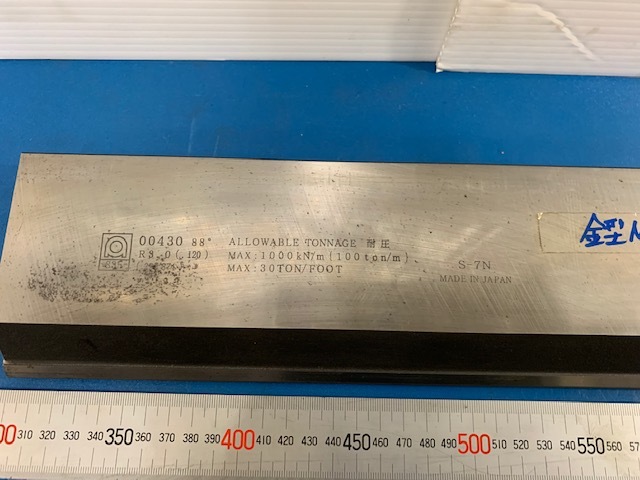 00430 88°
R3.0(.120)
ALLOWABLE TONNAGE 耐圧
MAX:1000kN/m(100ton/m)
MAX:30TON/FOOT
S-7N
MADE IN JAPAN
金型
310 320 330 340 350 360 370 380 390 400 410 420 430 440 450 460 470 480 490 500 510 520 530 540 550 560